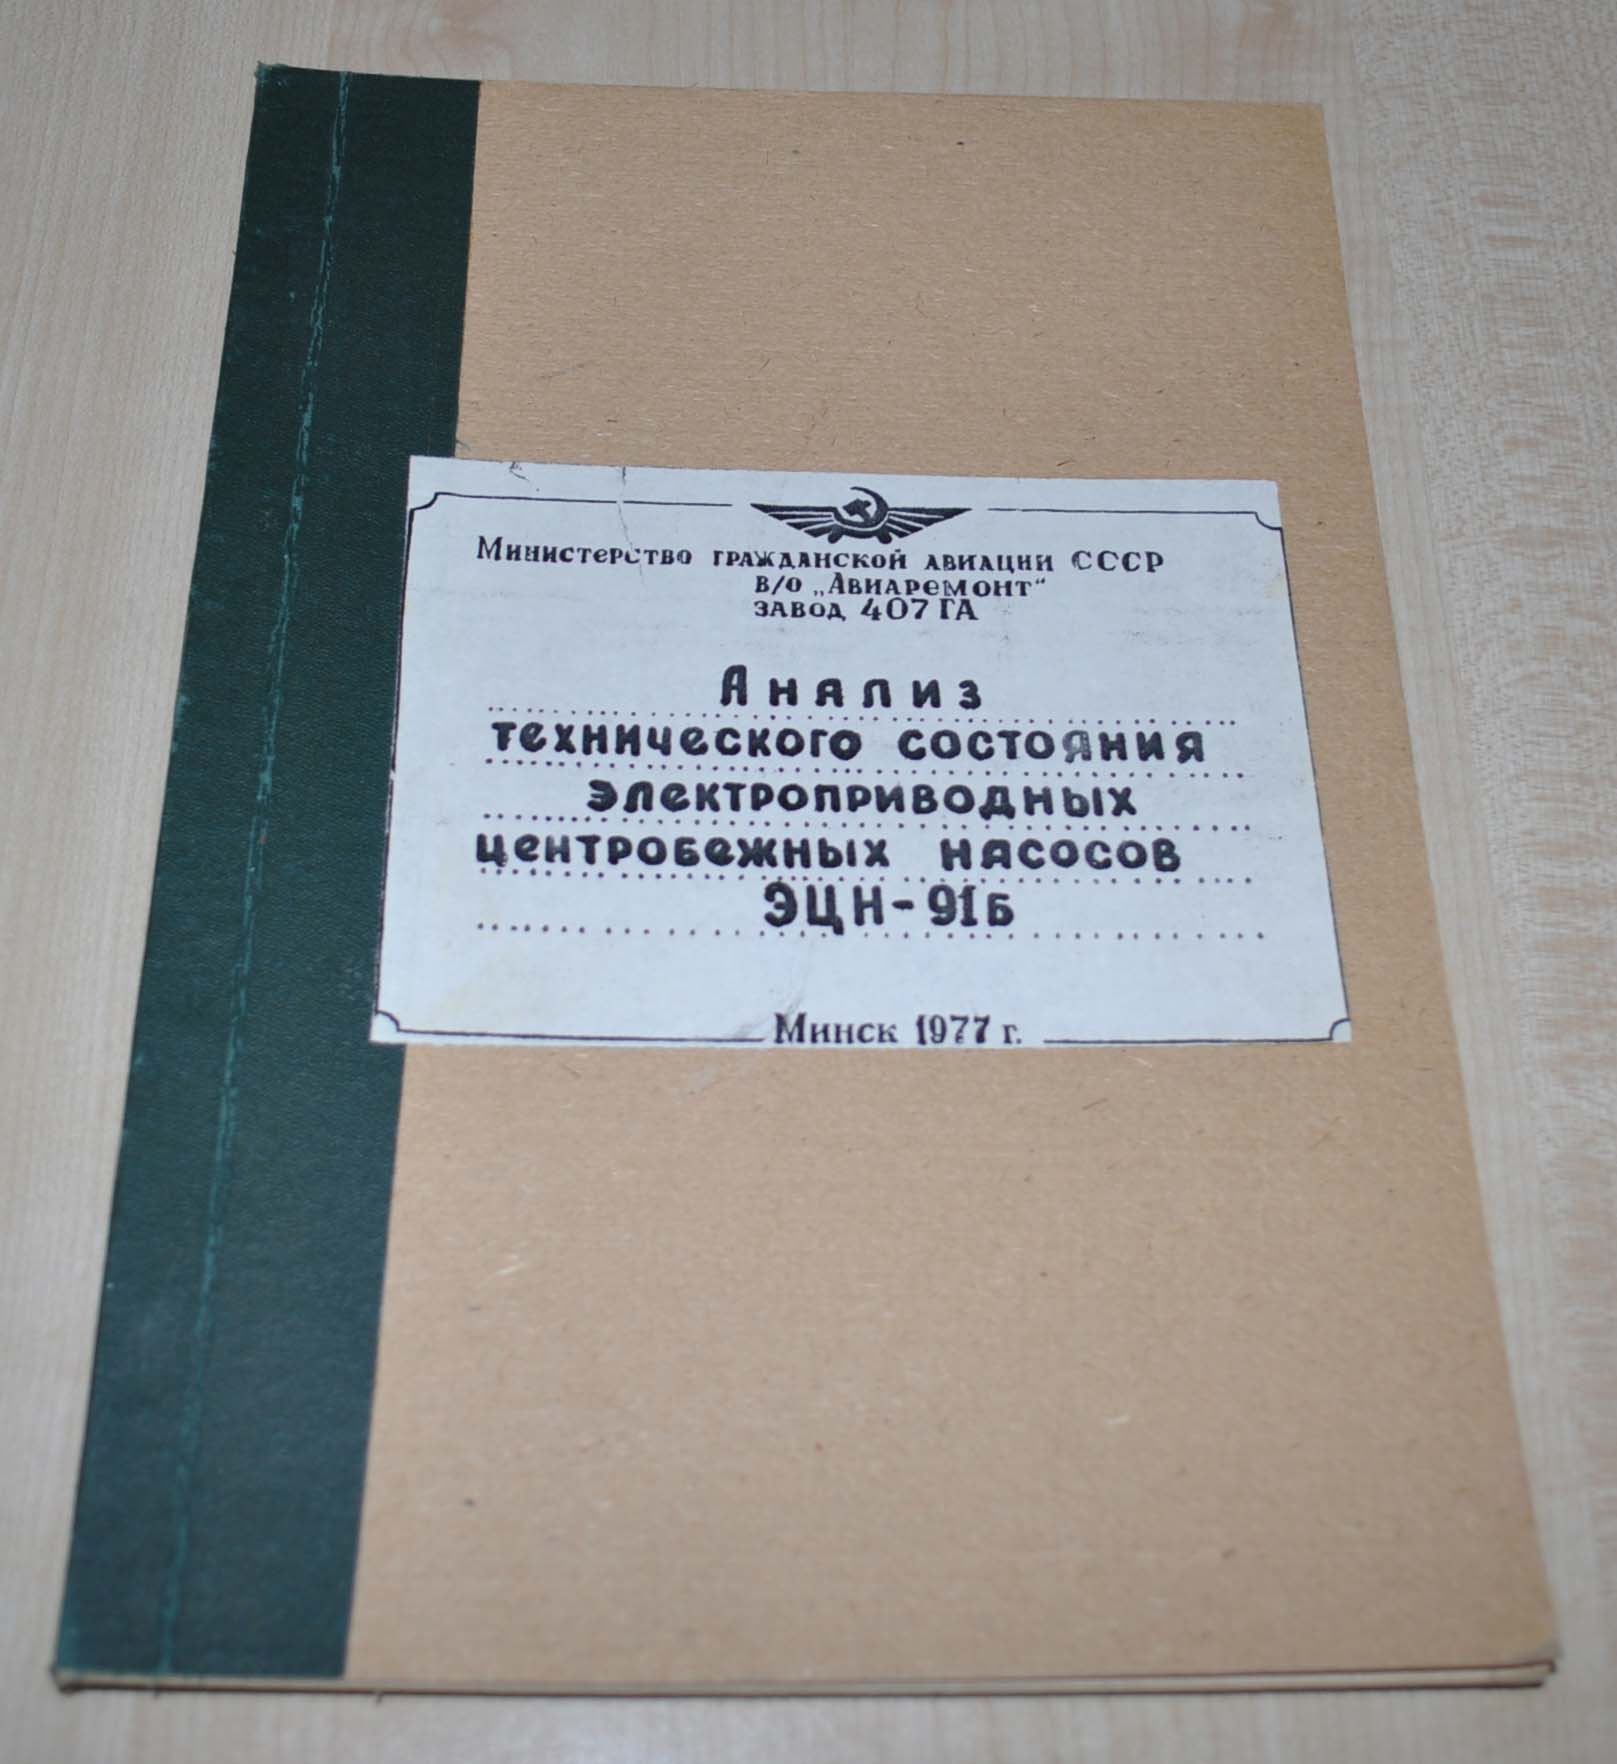 Министерство гражданской авиации СССР
в/о „Авиаремонт“
завод 407 ГА
Анализ
технического состояния
электроприводных
центробежных насосов
ЭЦН-91Б
Минск 1977 г.